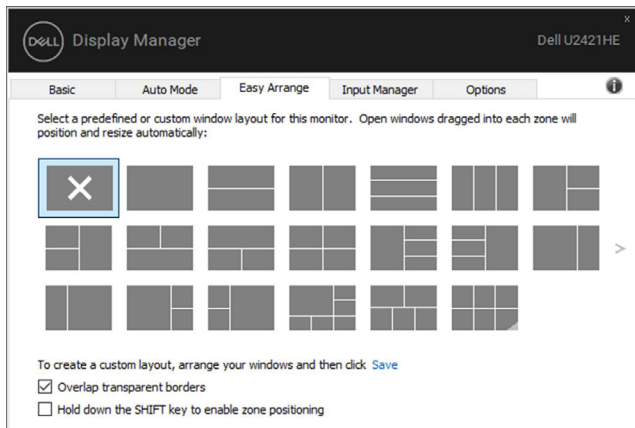 DELL Display Manager
x
Dell U2421HE
Basic Auto Mode Easy Arrange Input Manager Options
Select a predefined or custom window layout for this monitor. Open windows dragged into each zone will
position and resize automatically:
To create a custom layout, arrange your windows and then click Save
Overlap transparent borders
Hold down the SHIFT key to enable zone positioning